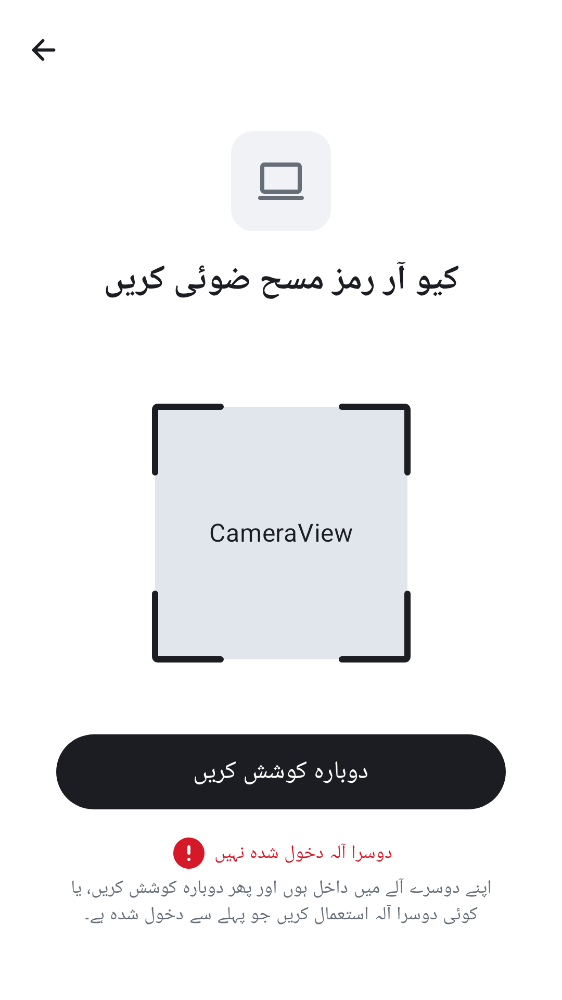 کیو آر رمز مسح ضوئی کریں
CameraView
دوبارہ کوشش کریں
دوسرا آلہ دخول شدہ نہیں
اپنے دوسرے آلے میں داخل ہوں اور پھر دوبارہ کوشش کریں، یا
کوئی دوسرا آلہ استعمال کریں جو پہلے سے دخول شدہ ہے۔